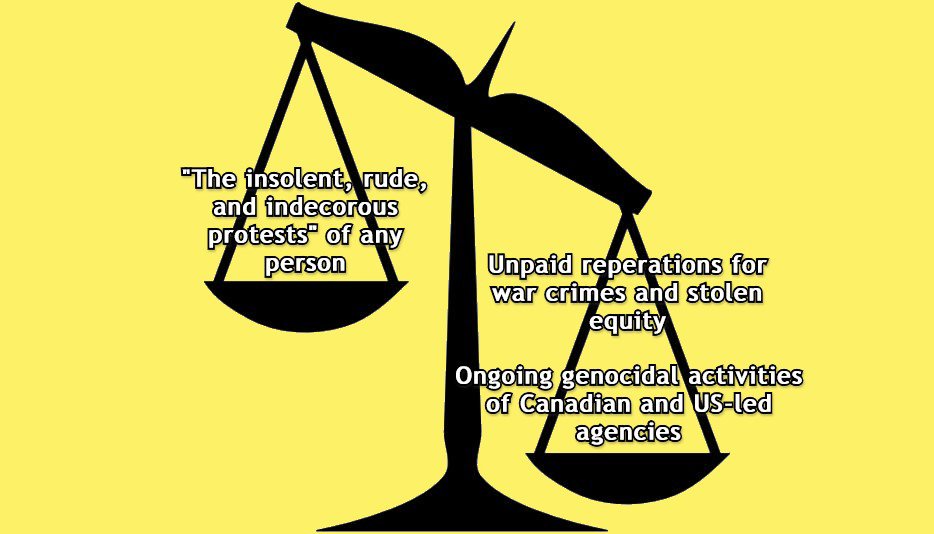 "The insolent, rude,
and indecorous
protests" of any
person
Unpaid reperations for
war crimes and stolen
equity
Ongoing genocidal activities
of Canadian and US-led
agencies